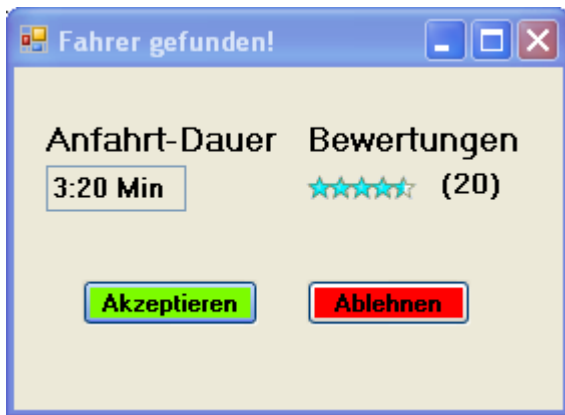 Fahrer gefunden!
Anfahrt-Dauer Bewertungen
3:20 Min (20)
Akzeptieren Ablehnen